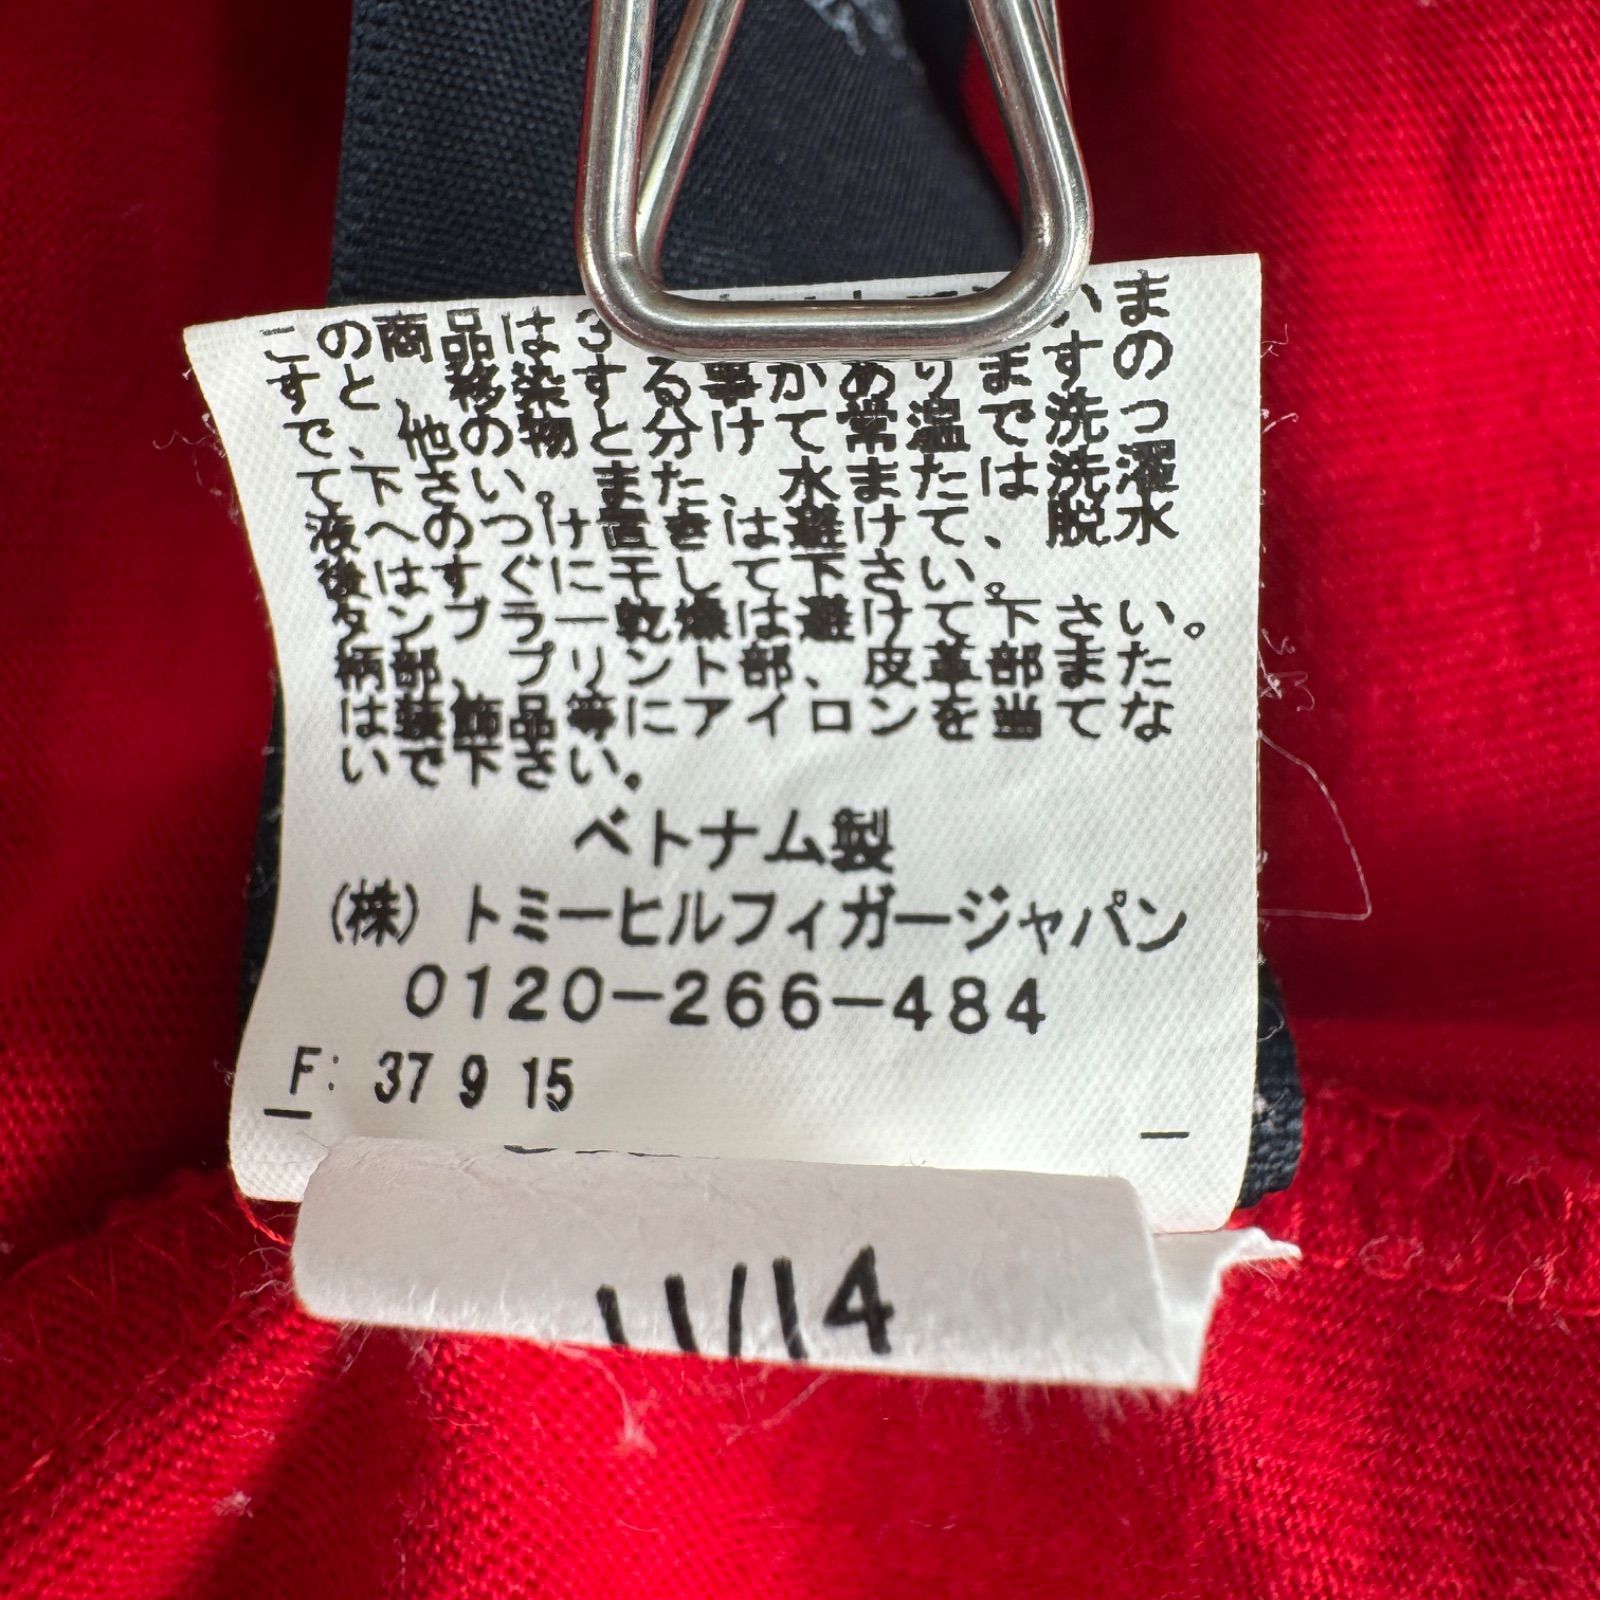 この商品は いま
すと、移染する事がありますの
で、他の物と分けて常温で洗っ
て下さい。また、水または洗濯
液へのつけ置きは避けて、脱水
後はすぐに干して下さい。
タンブラー乾燥は避けて下さい。
柄部、プリント部、皮革部また
は装飾品等にアイロンを当てな
いで下さい。
ベトナム製
(株) トミーヒルフィガージャパン
0120-266-484
F: 37 9 15
11/14